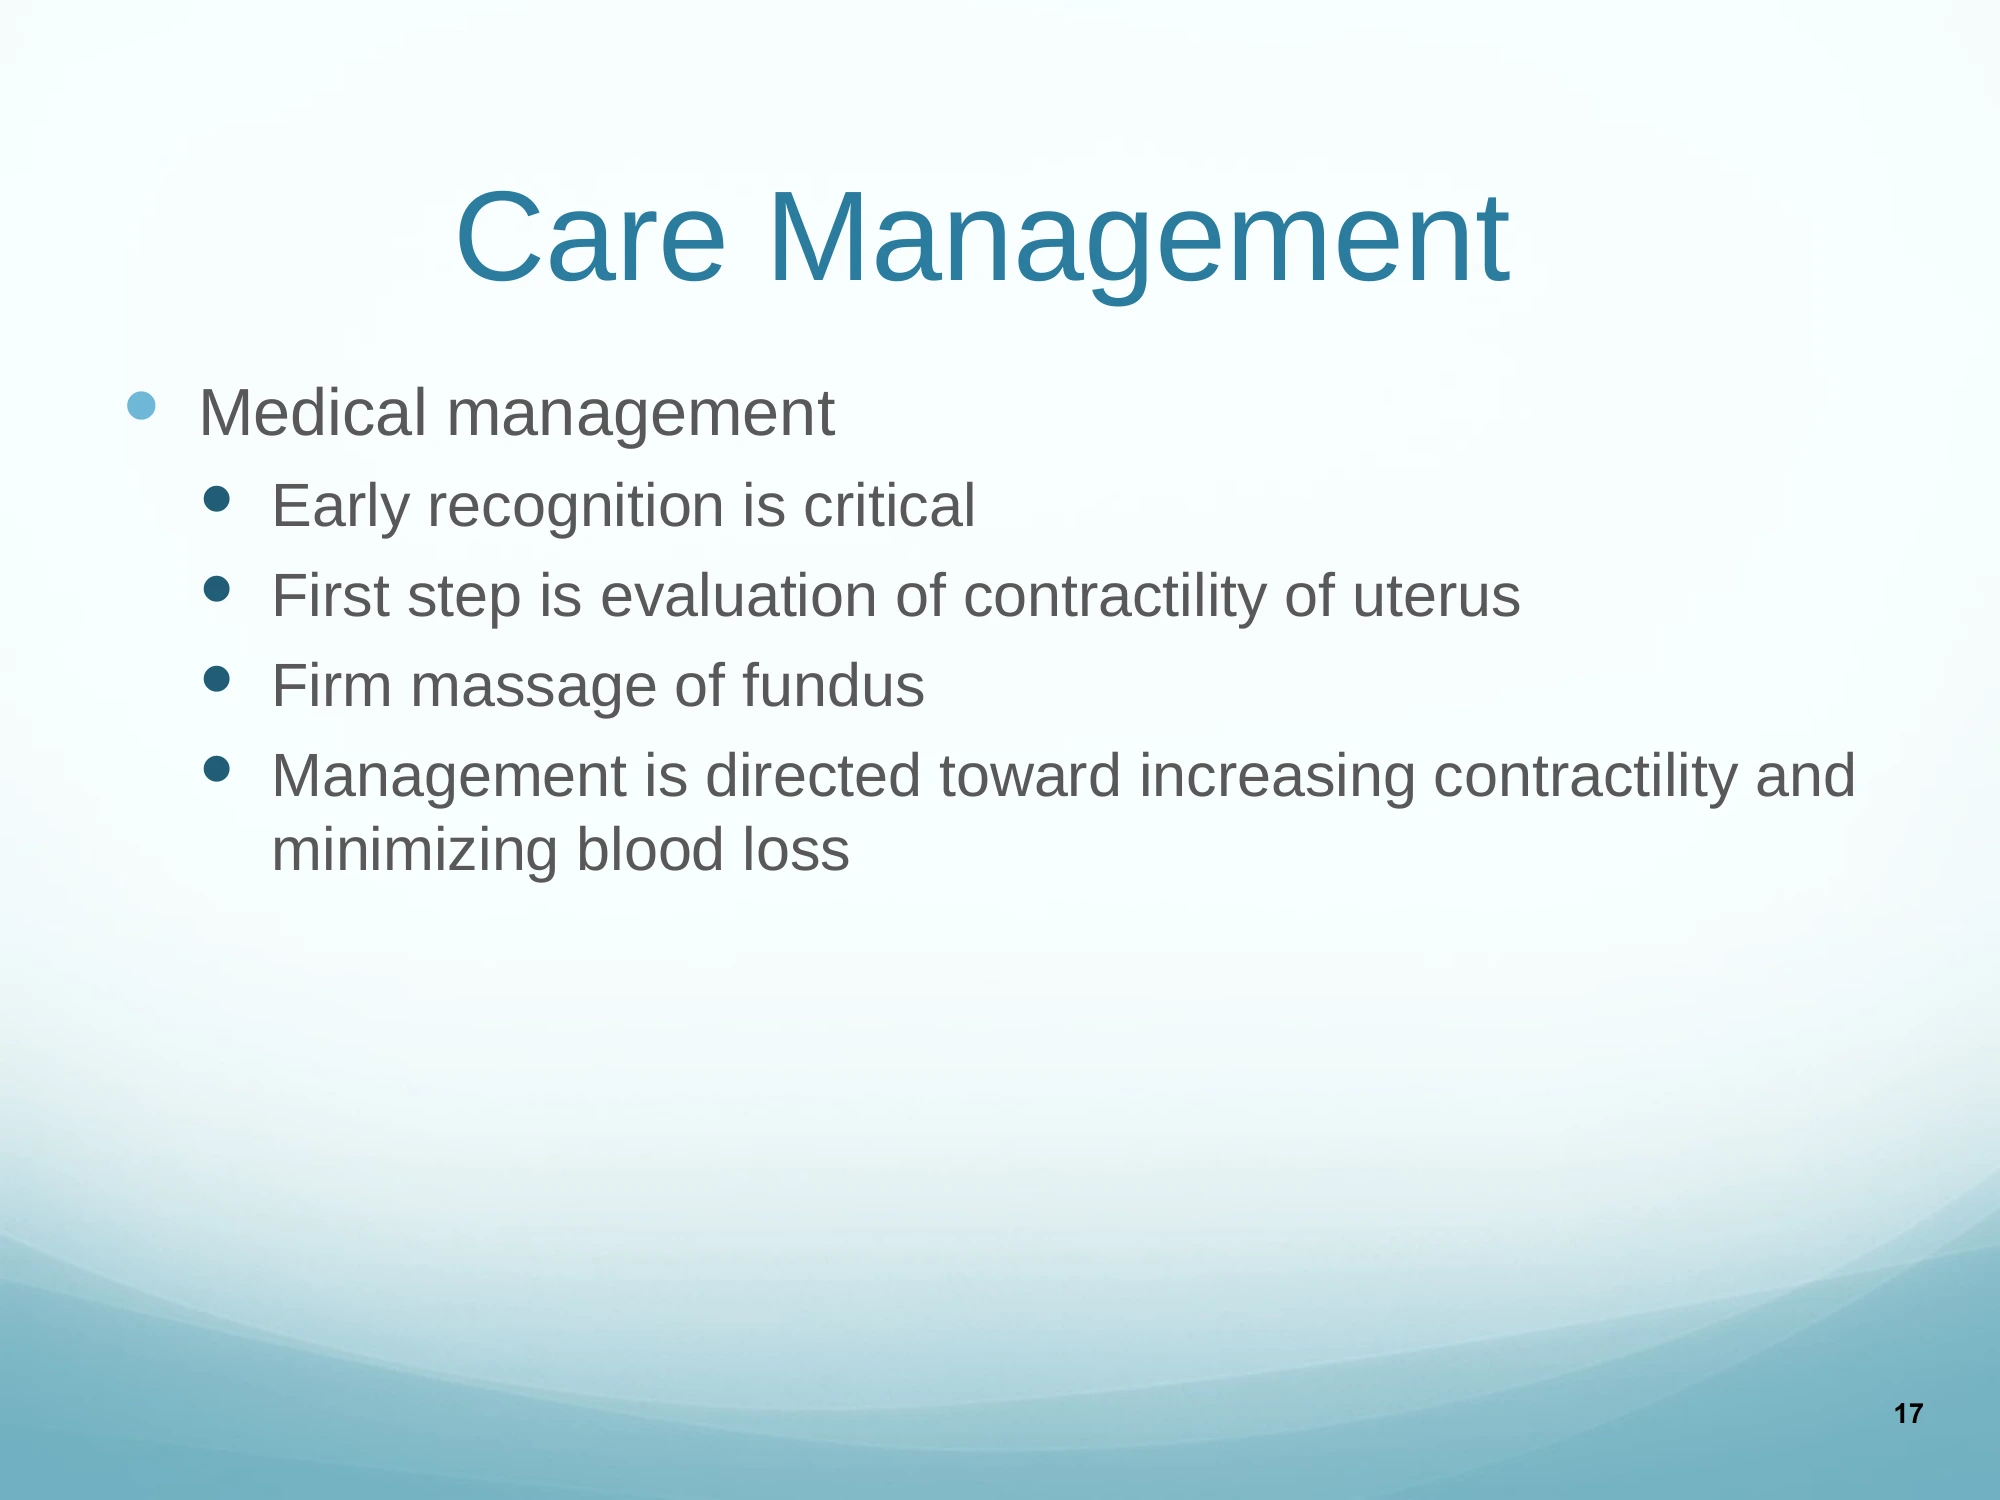 Care Management
• Medical management
• Early recognition is critical
• First step is evaluation of contractility of uterus
• Firm massage of fundus
• Management is directed toward increasing contractility and
minimizing blood loss
17